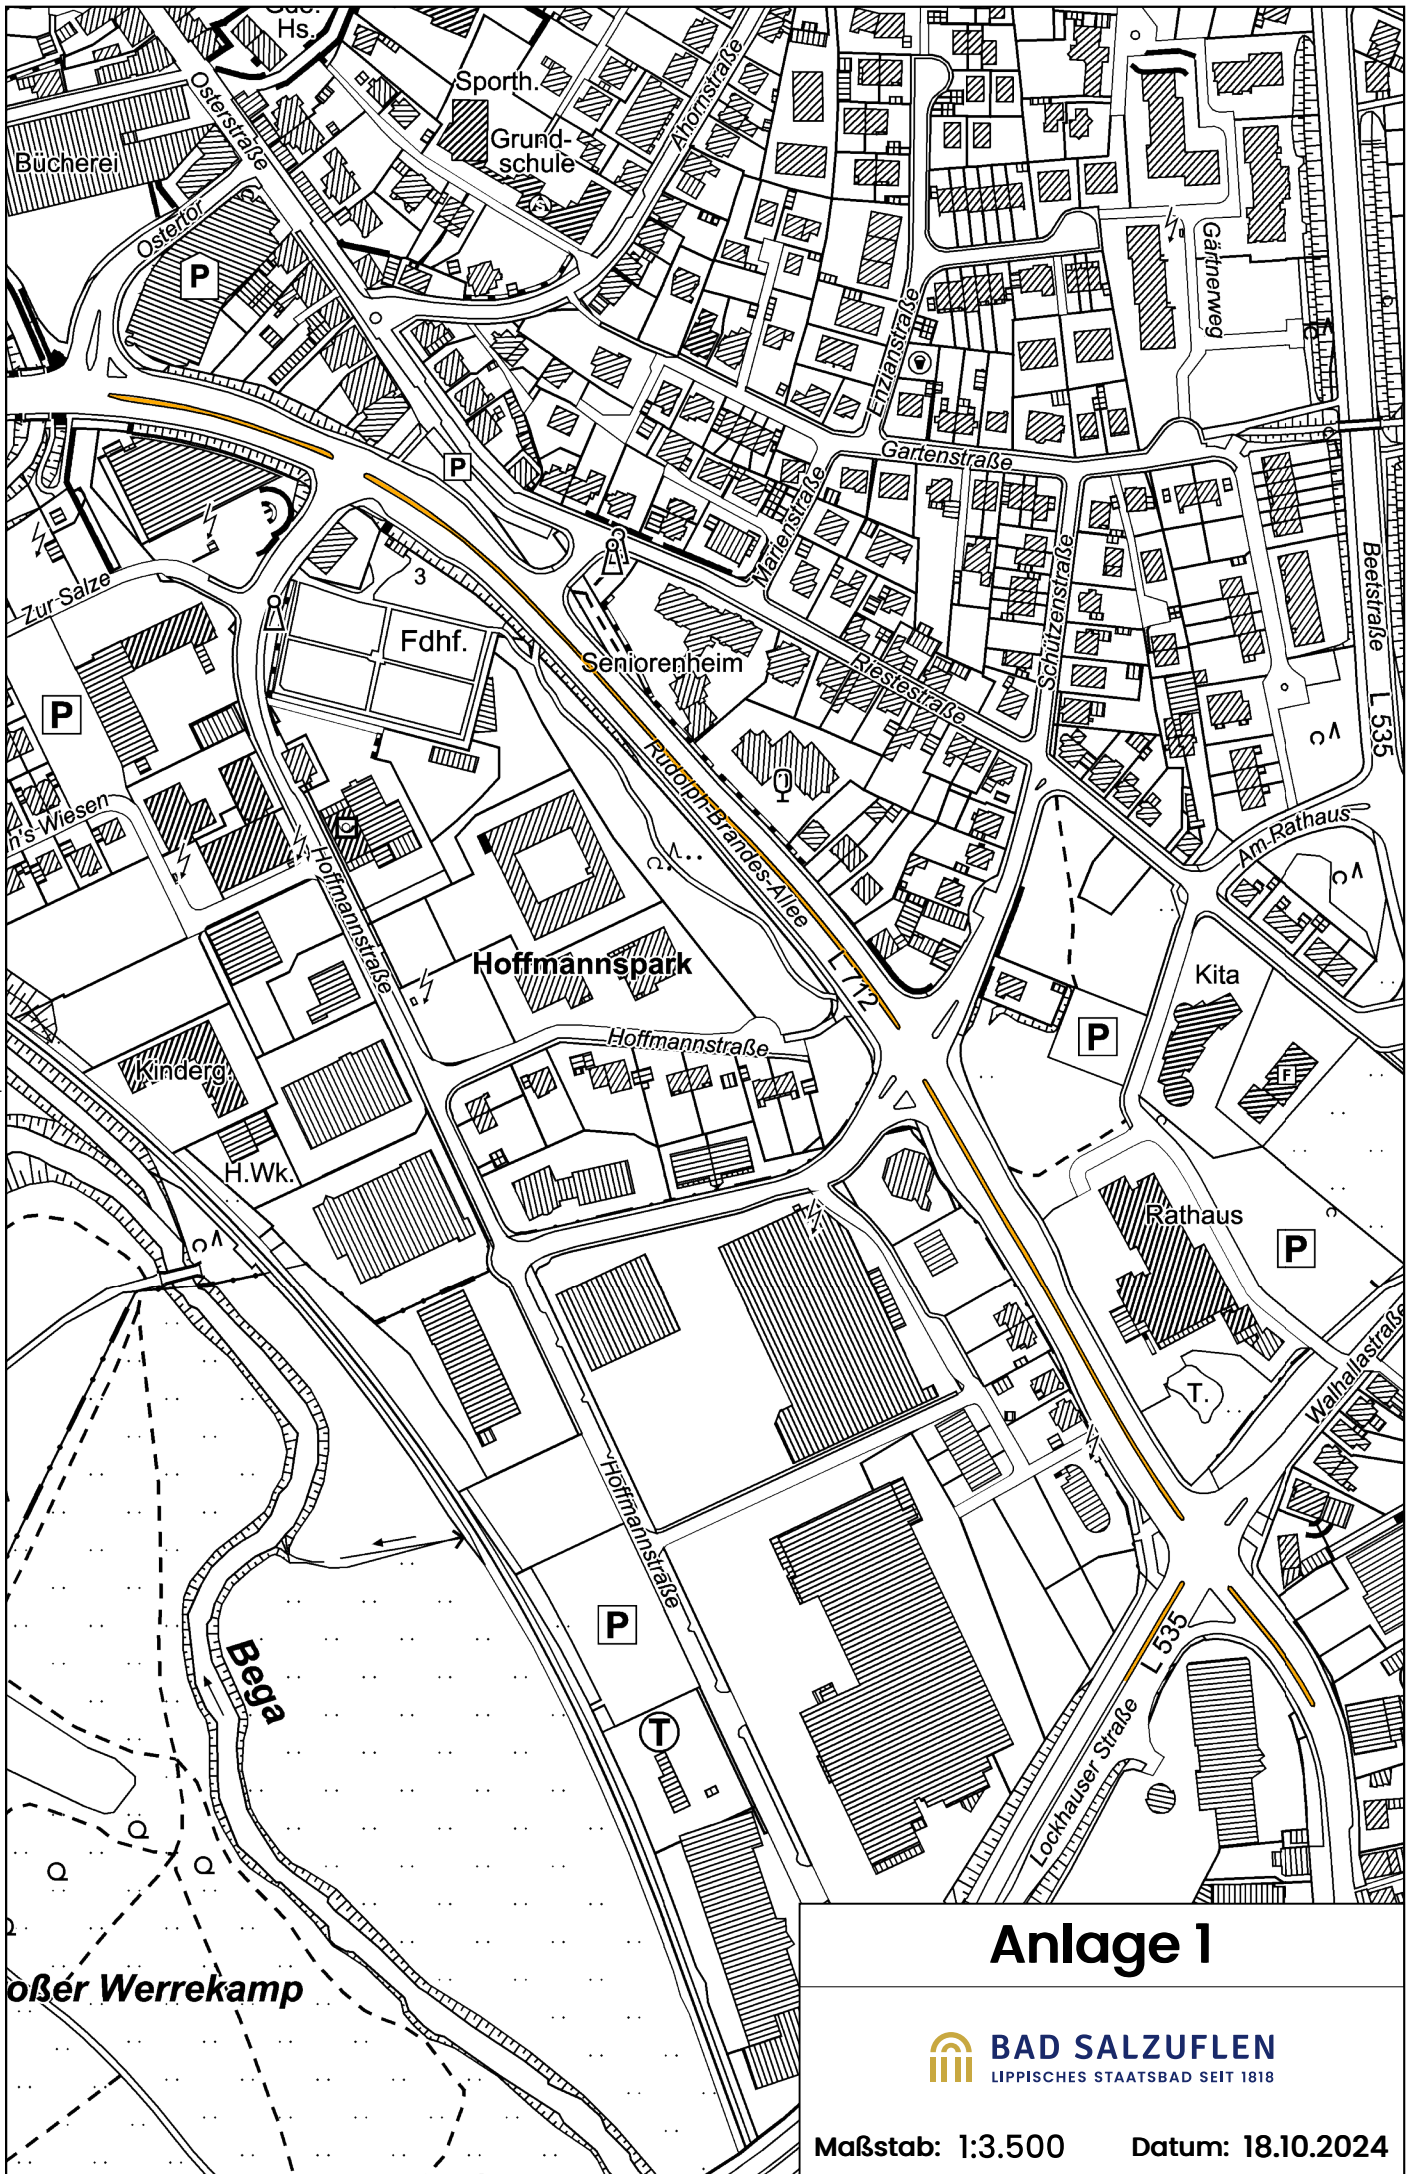 Hs.
Osterstraße
Sporth.
Ahornstraße
Grund-
schule
Bücherei
Ostertor
P
Gärtnerweg
Enzianstraße
P
Gartenstraße
Marienstraße
Zur Salze
3
Fdhf.
Schützenstraße
Beetstraße
Seniorenheim
Riestestraße
L 535
P
Rudolph-Brandes-Allee
n's Wiesen
Hoffmannstraße
Am-Rathaus
Hoffmannspark
L 712
Kita
P
Hoffmannstraße
Kinderg.
F
H.Wk.
Rathaus
P
Walhallastraße
T.
Hoffmannstraße
P
L 535
Bega
T
Lockhauser Straße
oßer Werrekamp
Anlage 1
BAD SALZUFLEN
LIPPISCHES STAATSBAD SEIT 1818
Maßstab: 1:3.500 Datum: 18.10.2024